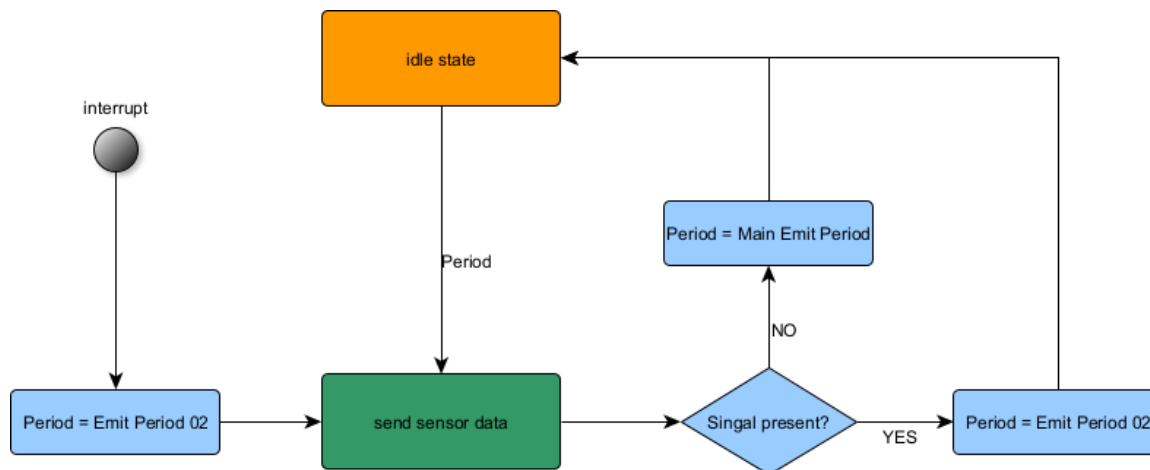 idle state
interrupt
Period = Main Emit Period
Period
NO
Period = Emit Period 02
send sensor data
Singal present?
YES
Period = Emit Period 02